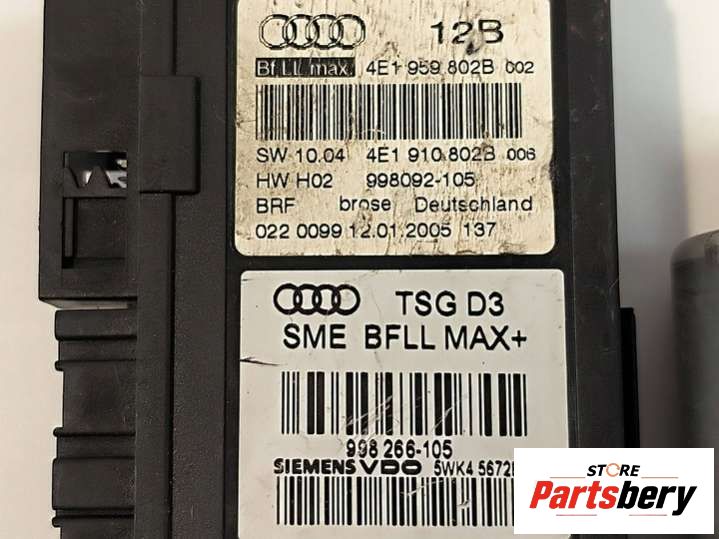 12B
Bf LL max. 4E1 959 802B 002
SW 10.04 4E1 910 802B 006
HW H02 998092-105
BRF brose Deutschland
022 0099 12.01.2005 137
TSG D3
SME BFLL MAX+
998 266-105
SIEMENS VDO
STORE
Partsbery